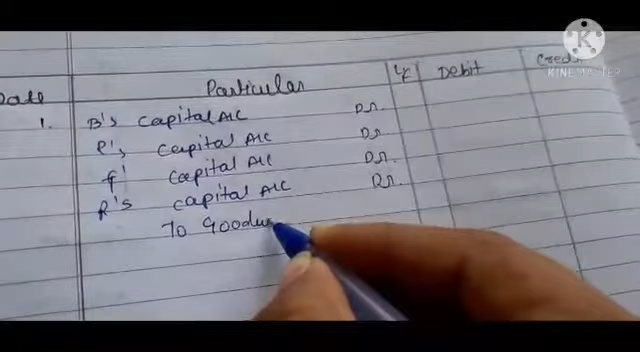 Date Particular L.F Debit Credit
KINEMASTER
1. B's Capital A/C Dr.
P's Capital A/C Dr
f' Capital A/C Dr.
R's Capital A/C Dr.
To Goodw